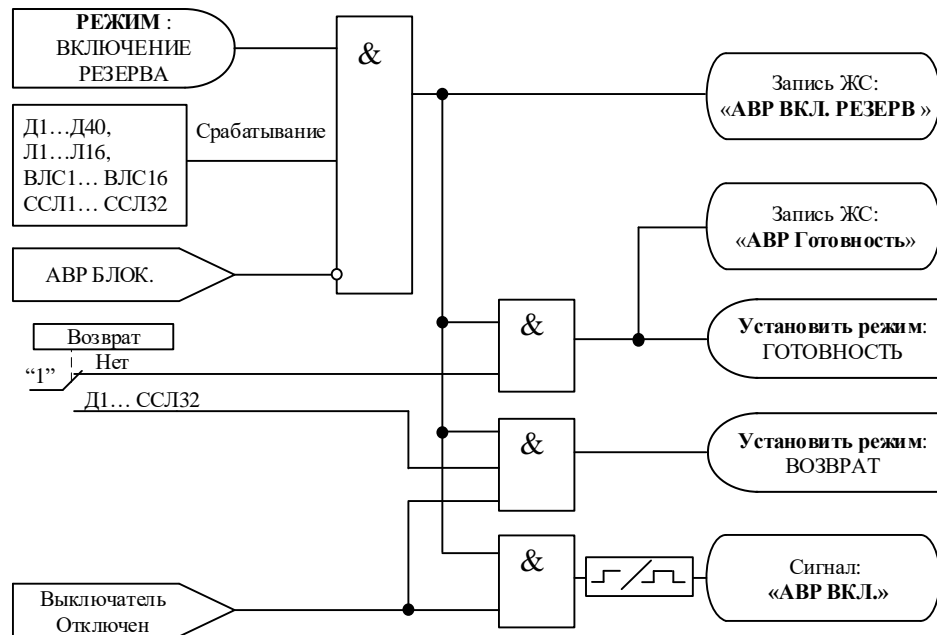 РЕЖИМ :
ВКЛЮЧЕНИЕ
РЕЗЕРВА
Д1…Д40,
Л1…Л16,
ВЛС1… ВЛС16
ССЛ1… ССЛ32
Срабатывание
АВР БЛОК.
&
Запись ЖС:
«АВР ВКЛ. РЕЗЕРВ »
Запись ЖС:
«АВР Готовность»
Возврат
“1”
Нет
Д1… ССЛ32
&
Установить режим:
ГОТОВНОСТЬ
&
Установить режим:
ВОЗВРАТ
&
Сигнал:
«АВР ВКЛ.»
Выключатель
Отключен